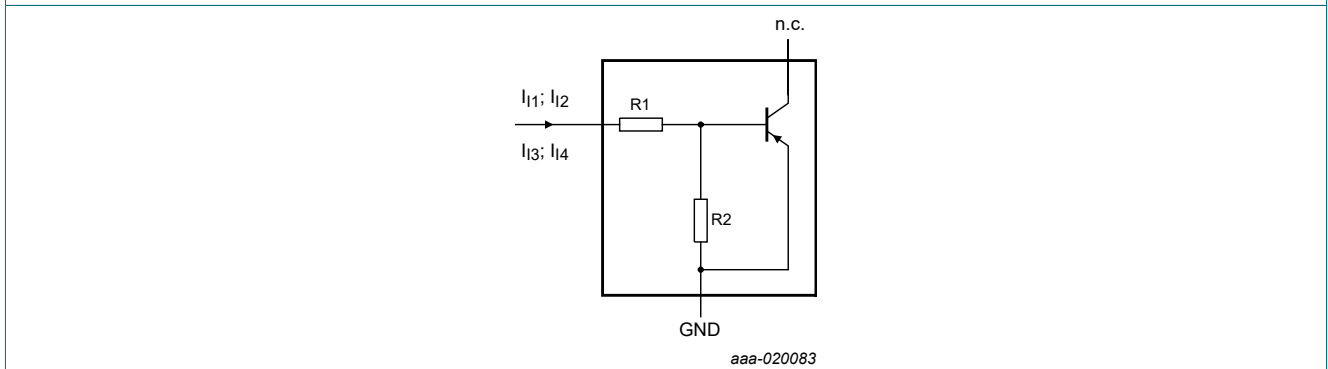 n.c.
I_I1; I_I2
R1
I_I3; I_I4
R2
GND
aaa-020083